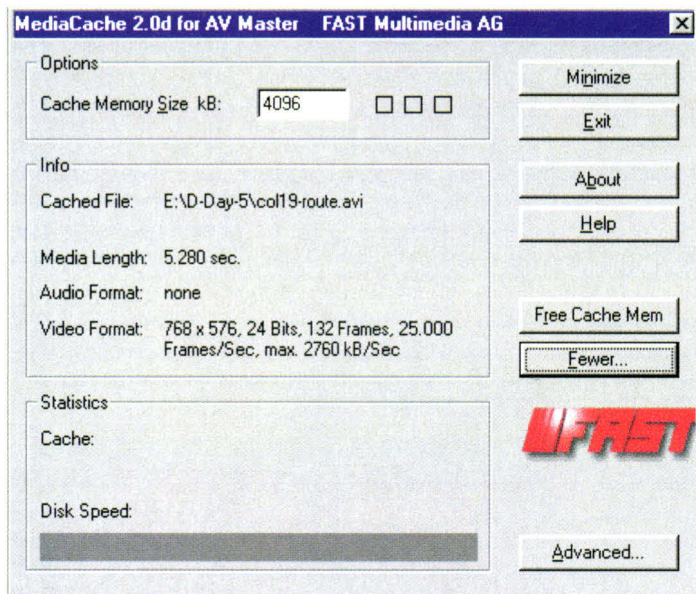 MediaCache 2.0d for AV Master FAST Multimedia AG
Options
Cache Memory Size kB: 4096
Minimize
Exit
Info
Cached File: E:\D-Day-5\col19-route.avi
About
Help
Media Length: 5.280 sec.
Audio Format: none
Video Format: 768 x 576, 24 Bits, 132 Frames, 25.000
Frames/Sec, max. 2760 kB/Sec
Free Cache Mem
Fewer...
Statistics
Cache:
FAST
Disk Speed:
Advanced...